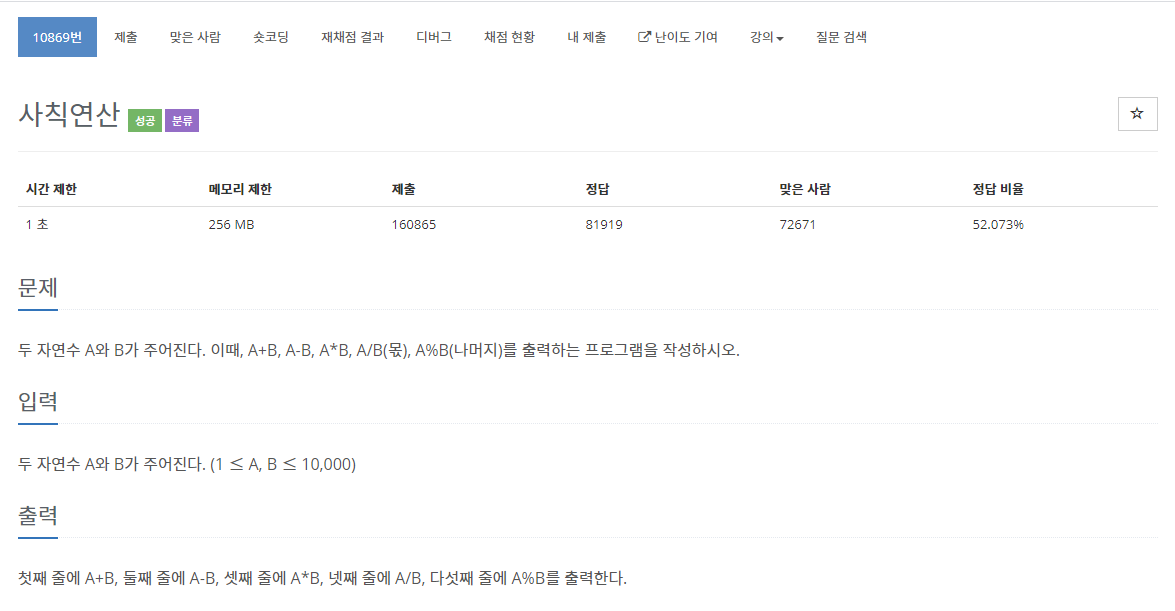 10869번 제출 맞은 사람 숏코딩 재채점 결과 디버그 채점 현황 내 제출 난이도 기여 강의 질문 검색
사칙연산 성공 분류
시간 제한 메모리 제한 제출 정답 맞은 사람 정답 비율
1 초 256 MB 160865 81919 72671 52.073%
문제
두 자연수 A와 B가 주어진다. 이때, A+B, A-B, A*B, A/B(몫), A%B(나머지)를 출력하는 프로그램을 작성하시오.
입력
두 자연수 A와 B가 주어진다. (1 ≤ A, B ≤ 10,000)
출력
첫째 줄에 A+B, 둘째 줄에 A-B, 셋째 줄에 A*B, 넷째 줄에 A/B, 다섯째 줄에 A%B를 출력한다.